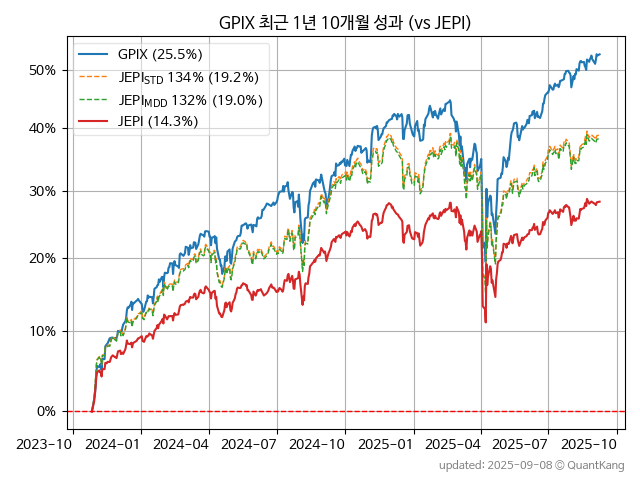 GPIX 최근 1년 10개월 성과 (vs JEPI)
GPIX (25.5%)
JEPI_STD 134% (19.2%)
JEPI_MDD 132% (19.0%)
JEPI (14.3%)
50%
40%
30%
20%
10%
0%
2023-10 2024-01 2024-04 2024-07 2024-10 2025-01 2025-04 2025-07 2025-10
updated: 2025-09-08 © QuantKang